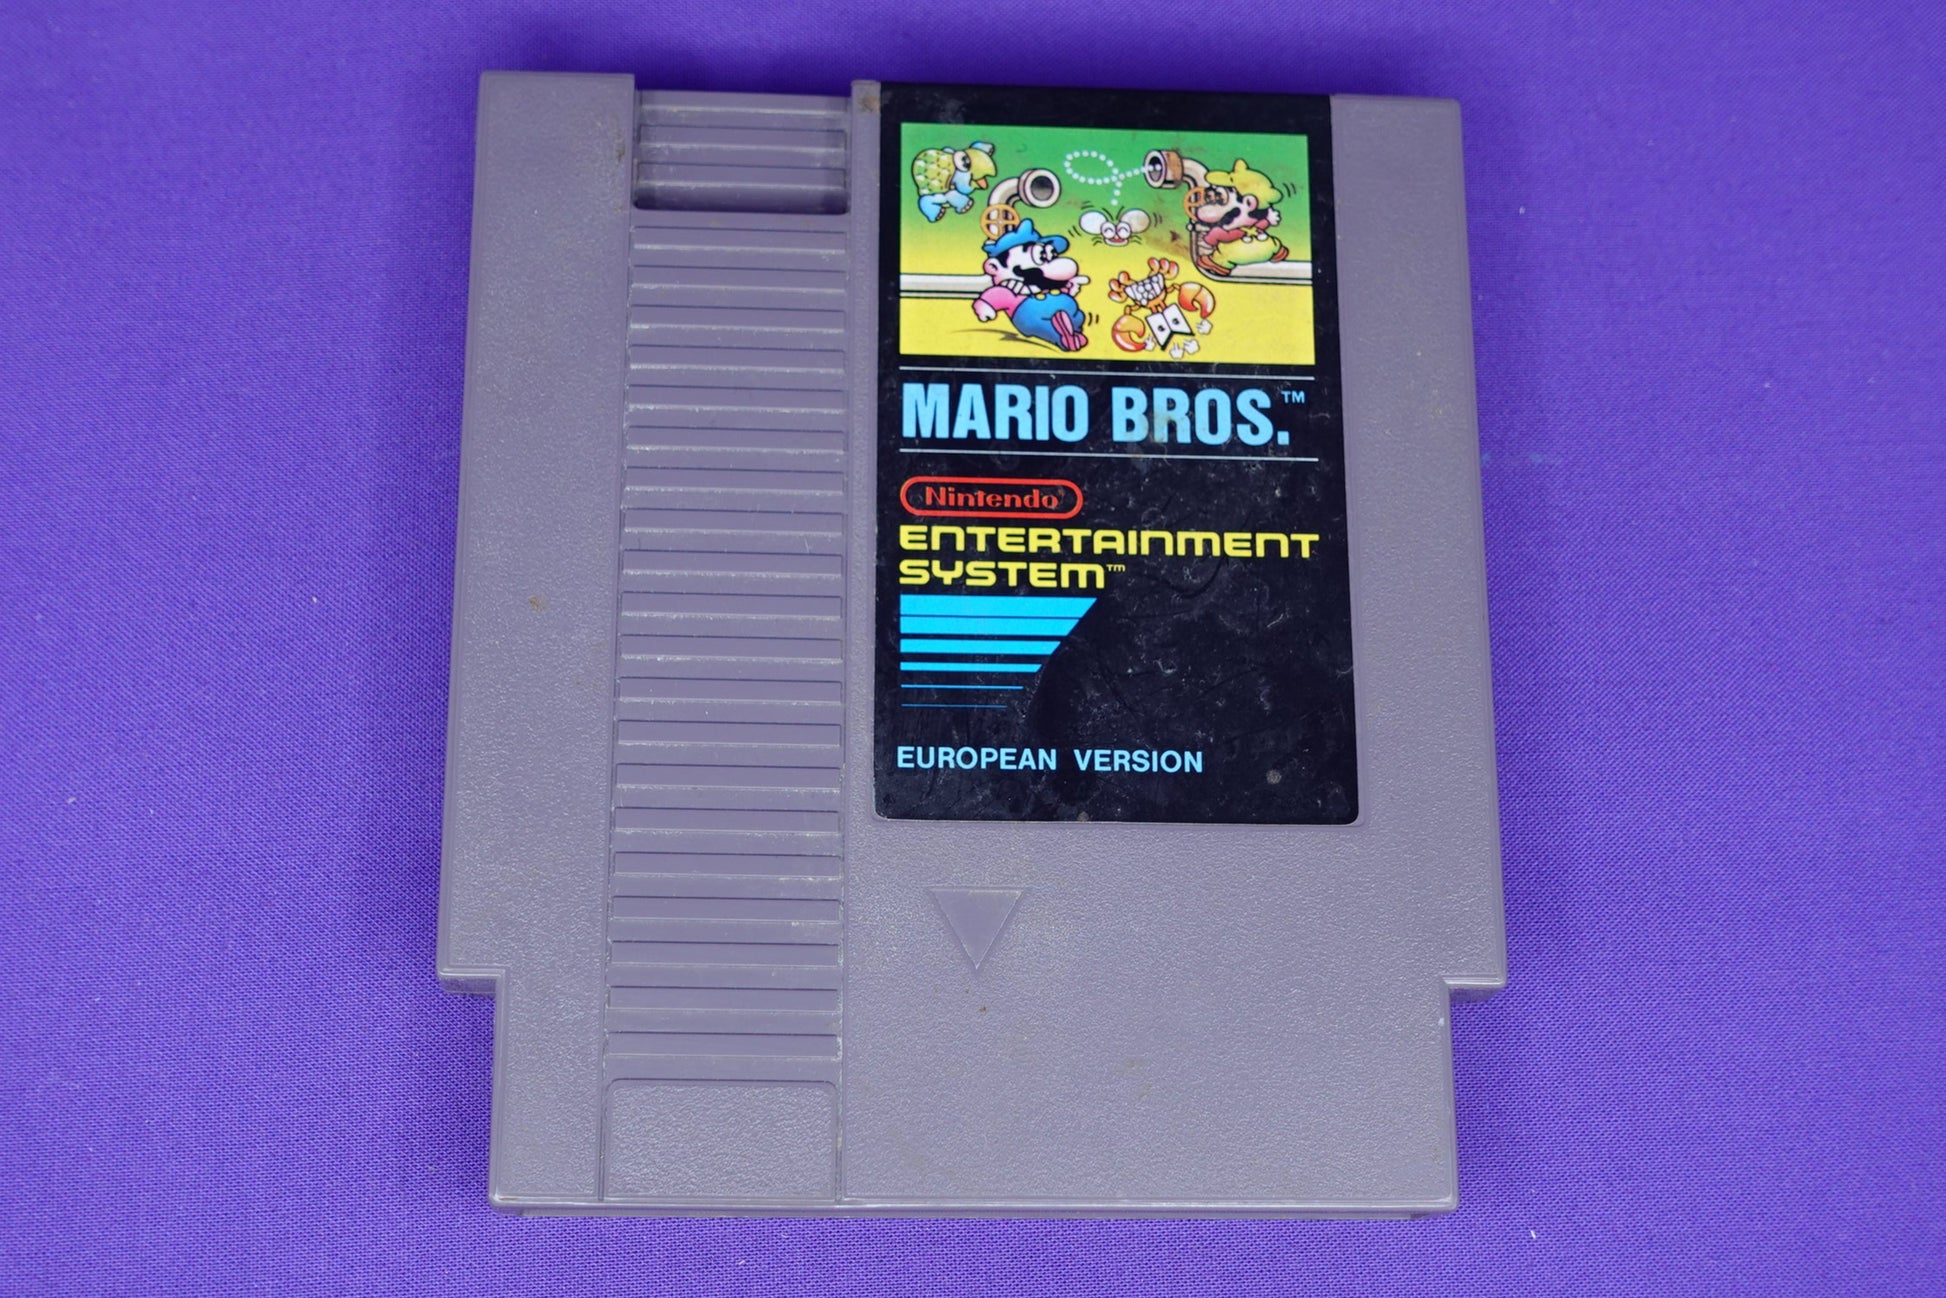 MARIO BROS.™
Nintendo
ENTERTAINMENT
SYSTEM™
EUROPEAN VERSION